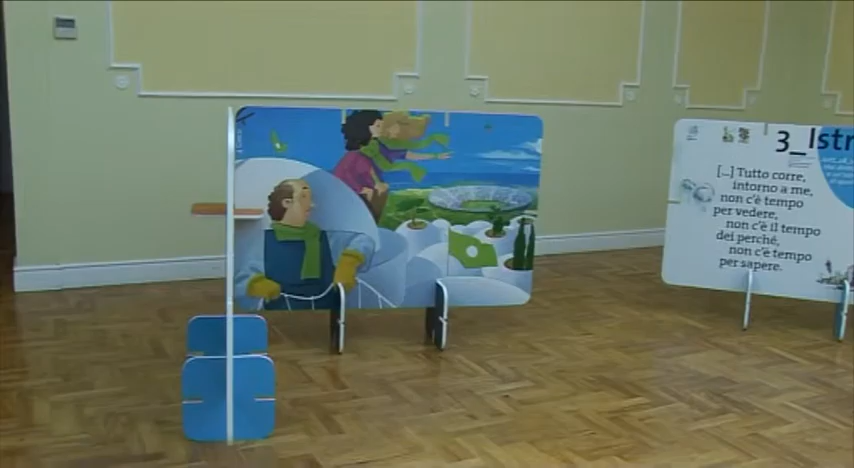 3_Istr
[...] Tutto corre,
intorno a me,
non c'è tempo
per vedere,
non c'è il tempo
dei perché,
non c'è tempo
per sapere.